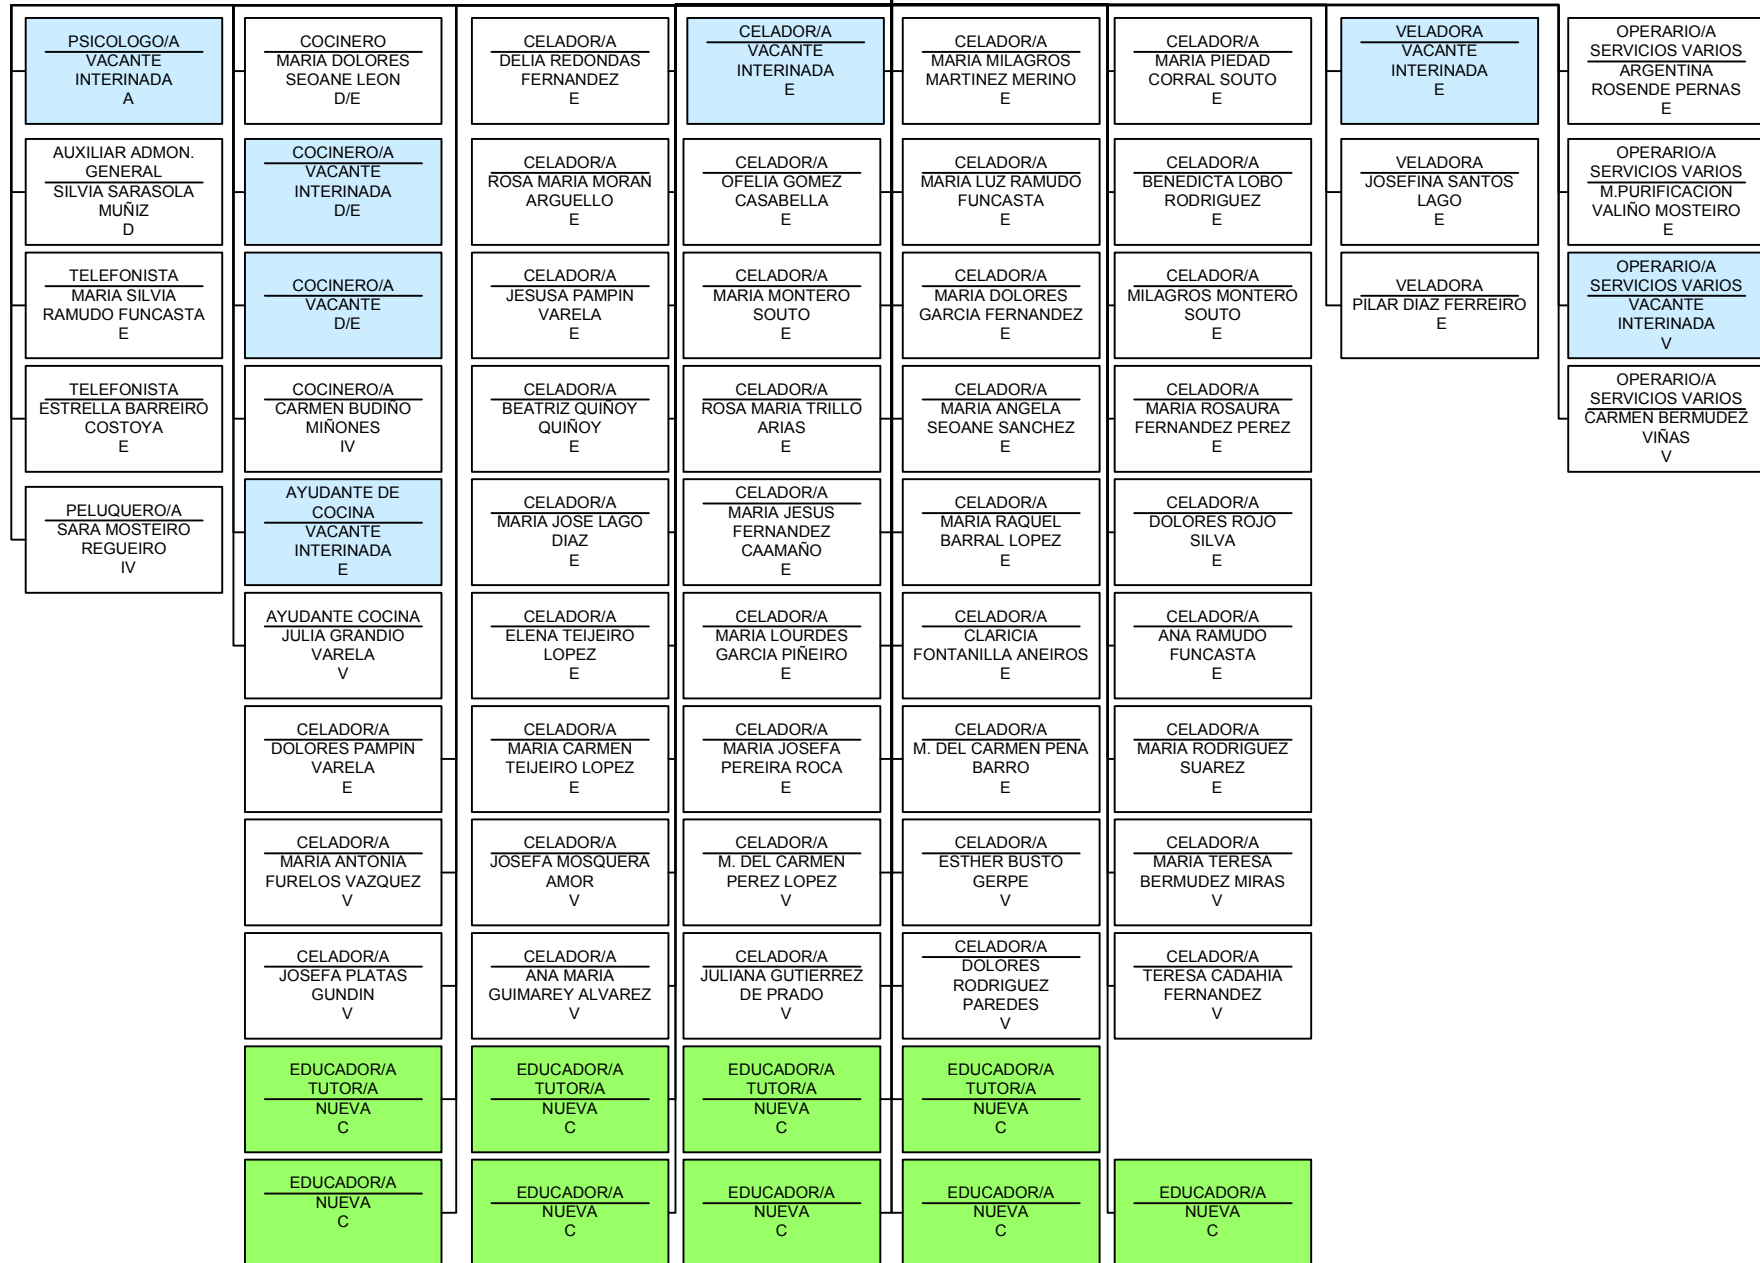 PSICOLOGO/A
VACANTE
INTERINADA
A
COCINERO
MARIA DOLORES
SEOANE LEON
D/E
CELADOR/A
DELIA REDONDAS
FERNANDEZ
E
CELADOR/A
VACANTE
INTERINADA
E
CELADOR/A
MARIA MILAGROS
MARTINEZ MERINO
E
CELADOR/A
MARIA PIEDAD
CORRAL SOUTO
E
VELADORA
VACANTE
INTERINADA
E
OPERARIO/A
SERVICIOS VARIOS
ARGENTINA
ROSENDE PERNAS
E
AUXILIAR ADMON.
GENERAL
SILVIA SARASOLA
MUÑIZ
D
COCINERO/A
VACANTE
INTERINADA
D/E
CELADOR/A
ROSA MARIA MORAN
ARGUELLO
E
CELADOR/A
OFELIA GOMEZ
CASABELLA
E
CELADOR/A
MARIA LUZ RAMUDO
FUNCASTA
E
CELADOR/A
BENEDICTA LOBO
RODRIGUEZ
E
VELADORA
JOSEFINA SANTOS
LAGO
E
OPERARIO/A
SERVICIOS VARIOS
M.PURIFICACION
VALIÑO MOSTEIRO
E
TELEFONISTA
MARIA SILVIA
RAMUDO FUNCASTA
E
COCINERO/A
VACANTE
D/E
CELADOR/A
JESUSA PAMPIN
VARELA
E
CELADOR/A
MARIA MONTERO
SOUTO
E
CELADOR/A
MARIA DOLORES
GARCIA FERNANDEZ
E
CELADOR/A
MILAGROS MONTERO
SOUTO
E
VELADORA
PILAR DIAZ FERREIRO
E
OPERARIO/A
SERVICIOS VARIOS
VACANTE
INTERINADA
V
TELEFONISTA
ESTRELLA BARREIRO
COSTOYA
E
COCINERO/A
CARMEN BUDIÑO
MIÑONES
IV
CELADOR/A
BEATRIZ QUIÑOY
QUIÑOY
E
CELADOR/A
ROSA MARIA TRILLO
ARIAS
E
CELADOR/A
MARIA ANGELA
SEOANE SANCHEZ
E
CELADOR/A
MARIA ROSAURA
FERNANDEZ PEREZ
E
OPERARIO/A
SERVICIOS VARIOS
CARMEN BERMUDEZ
VIÑAS
V
PELUQUERO/A
SARA MOSTEIRO
REGUEIRO
IV
AYUDANTE DE
COCINA
VACANTE
INTERINADA
E
CELADOR/A
MARIA JOSE LAGO
DIAZ
E
CELADOR/A
MARIA JESUS
FERNANDEZ
CAAMAÑO
E
CELADOR/A
MARIA RAQUEL
BARRAL LOPEZ
E
CELADOR/A
DOLORES ROJO
SILVA
E
AYUDANTE COCINA
JULIA GRANDIO
VARELA
V
CELADOR/A
ELENA TEIJEIRO
LOPEZ
E
CELADOR/A
MARIA LOURDES
GARCIA PIÑEIRO
E
CELADOR/A
CLARICIA
FONTANILLA ANEIROS
E
CELADOR/A
ANA RAMUDO
FUNCASTA
E
CELADOR/A
DOLORES PAMPIN
VARELA
E
CELADOR/A
MARIA CARMEN
TEIJEIRO LOPEZ
E
CELADOR/A
MARIA JOSEFA
PEREIRA ROCA
E
CELADOR/A
M. DEL CARMEN PENA
BARRO
E
CELADOR/A
MARIA RODRIGUEZ
SUAREZ
E
CELADOR/A
MARIA ANTONIA
FURELOS VAZQUEZ
V
CELADOR/A
JOSEFA MOSQUERA
AMOR
V
CELADOR/A
M. DEL CARMEN
PEREZ LOPEZ
V
CELADOR/A
ESTHER BUSTO
GERPE
V
CELADOR/A
MARIA TERESA
BERMUDEZ MIRAS
V
CELADOR/A
JOSEFA PLATAS
GUNDIN
V
CELADOR/A
ANA MARIA
GUIMAREY ALVAREZ
V
CELADOR/A
JULIANA GUTIERREZ
DE PRADO
V
CELADOR/A
DOLORES
RODRIGUEZ
PAREDES
V
CELADOR/A
TERESA CADAHIA
FERNANDEZ
V
EDUCADOR/A
TUTOR/A
NUEVA
C
EDUCADOR/A
TUTOR/A
NUEVA
C
EDUCADOR/A
TUTOR/A
NUEVA
C
EDUCADOR/A
TUTOR/A
NUEVA
C
EDUCADOR/A
NUEVA
C
EDUCADOR/A
NUEVA
C
EDUCADOR/A
NUEVA
C
EDUCADOR/A
NUEVA
C
EDUCADOR/A
NUEVA
C